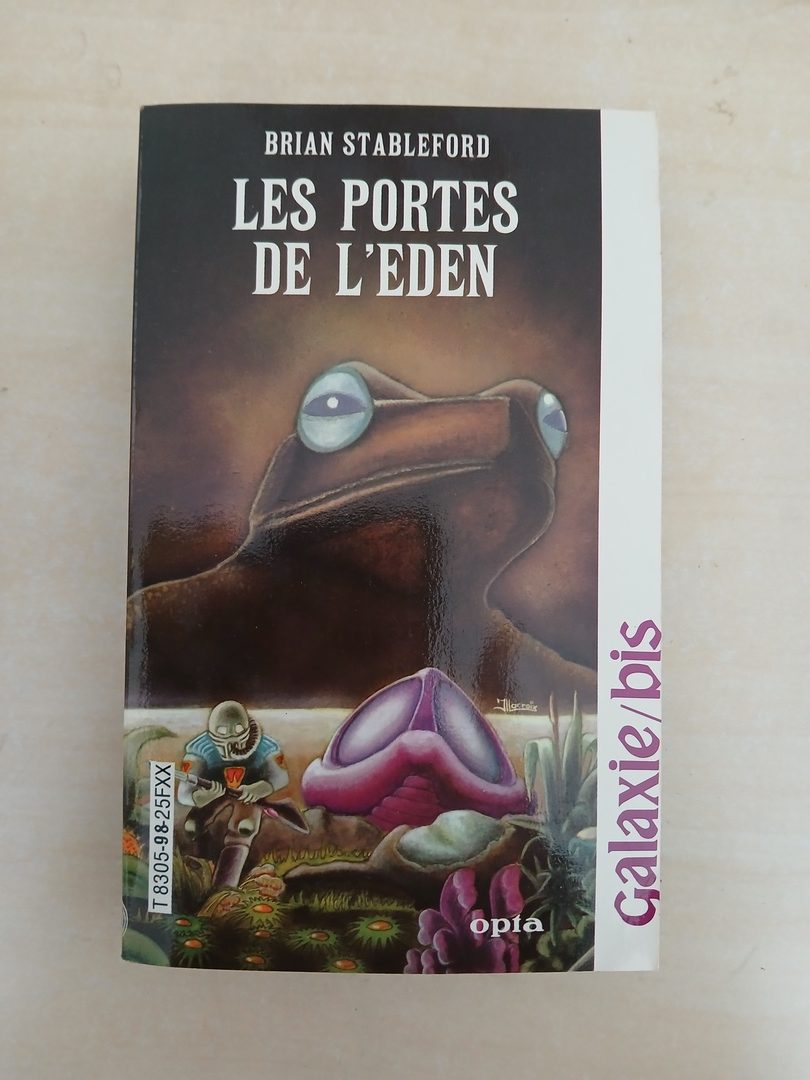 BRIAN STABLEFORD
LES PORTES
DE L'EDEN
T 8305-98-25FXX
opta
Galaxie/bis